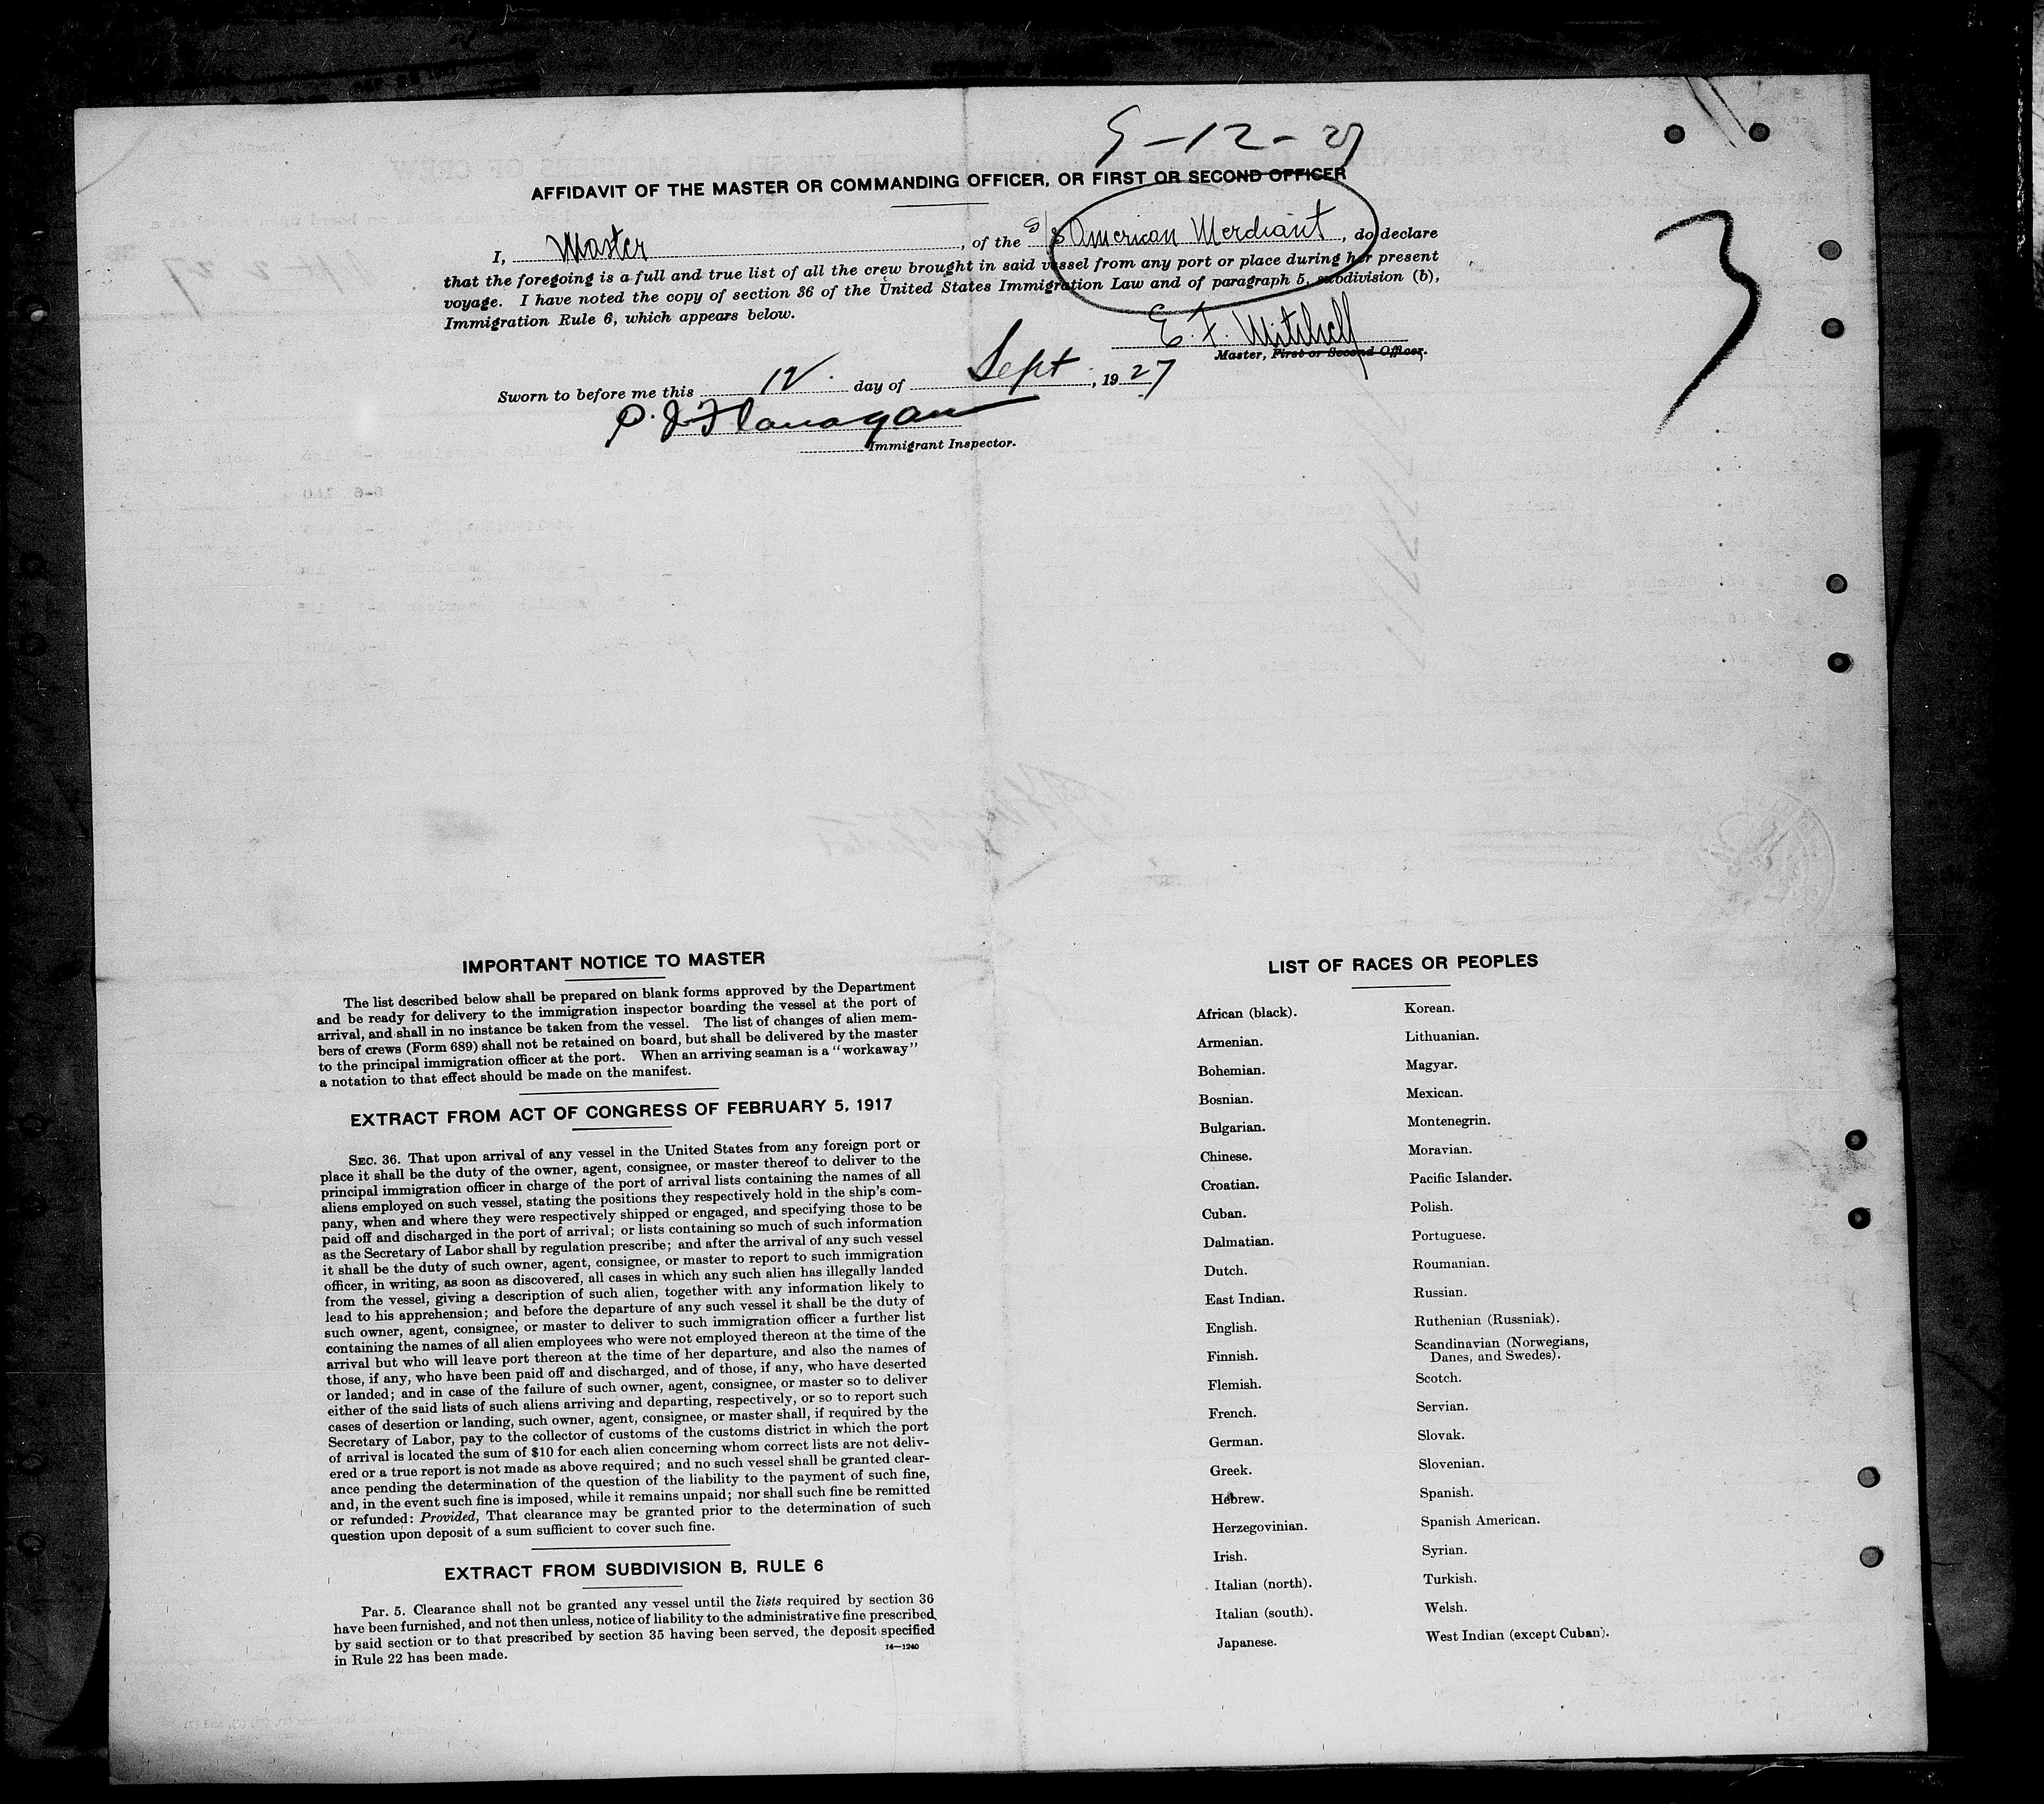 9-12-27
AFFIDAVIT OF THE MASTER OR COMMANDING OFFICER, OR FIRST OR SECOND OFFICER
I, Master, of the S/S American Merchant, do declare
that the foregoing is a full and true list of all the crew brought in said vessel from any port or place during her present
voyage. I have noted the copy of section 36 of the United States Immigration Law and of paragraph 5, subdivision (b),
Immigration Rule 6, which appears below.
E. F. Mitchell
Master, First or Second Officer.
Sworn to before me this 12 day of Sept, 1927
P. J. Flanagan
Immigrant Inspector.
3
IMPORTANT NOTICE TO MASTER
The list described below shall be prepared on blank forms approved by the Department
and be ready for delivery to the immigration inspector boarding the vessel at the port of
arrival, and shall in no instance be taken from the vessel. The list of changes of alien mem-
bers of crews (Form 689) shall not be retained on board, but shall be delivered by the master
to the principal immigration officer at the port. When an arriving seaman is a "workaway"
a notation to that effect should be made on the manifest.
EXTRACT FROM ACT OF CONGRESS OF FEBRUARY 5, 1917
SEC. 36. That upon arrival of any vessel in the United States from any foreign port or
place it shall be the duty of the owner, agent, consignee, or master thereof to deliver to the
principal immigration officer in charge of the port of arrival lists containing the names of all
aliens employed on such vessel, stating the positions they respectively hold in the ship's com-
pany, when and where they were respectively shipped or engaged, and specifying those to be
paid off and discharged in the port of arrival; or lists containing so much of such information
as the Secretary of Labor shall by regulation prescribe; and after the arrival of any such vessel
it shall be the duty of such owner, agent, consignee, or master to report to such immigration
officer, in writing, as soon as discovered, all cases in which any such alien has illegally landed
from the vessel, giving a description of such alien, together with any information likely to
lead to his apprehension; and before the departure of any such vessel it shall be the duty of
such owner, agent, consignee, or master to deliver to such immigration officer a further list
containing the names of all alien employees who were not employed thereon at the time of the
arrival but who will leave port thereon at the time of her departure, and also the names of
those, if any, who have been paid off and discharged, and of those, if any, who have deserted
or landed; and in case of the failure of such owner, agent, consignee, or master so to deliver
either of the said lists of such aliens arriving and departing, respectively, or so to report such
cases of desertion or landing, such owner, agent, consignee, or master shall, if required by the
Secretary of Labor, pay to the collector of customs of the customs district in which the port
of arrival is located the sum of $10 for each alien concerning whom correct lists are not deliv-
ered or a true report is not made as above required; and no such vessel shall be granted clear-
ance pending the determination of the question of the liability to the payment of such fine,
and, in the event such fine is imposed, while it remains unpaid; nor shall such fine be remitted
or refunded: Provided, That clearance may be granted prior to the determination of such
question upon deposit of a sum sufficient to cover such fine.
EXTRACT FROM SUBDIVISION B, RULE 6
Par. 5. Clearance shall not be granted any vessel until the lists required by section 36
have been furnished, and not then unless, notice of liability to the administrative fine prescribed
by said section or to that prescribed by section 35 having been served, the deposit specified
in Rule 22 has been made.
14—1240
LIST OF RACES OR PEOPLES
African (black).
Armenian.
Bohemian.
Bosnian.
Bulgarian.
Chinese.
Croatian.
Cuban.
Dalmatian.
Dutch.
East Indian.
English.
Finnish.
Flemish.
French.
German.
Greek.
Hebrew.
Herzegovinian.
Irish.
Italian (north).
Italian (south).
Japanese.
Korean.
Lithuanian.
Magyar.
Mexican.
Montenegrin.
Moravian.
Pacific Islander.
Polish.
Portuguese.
Roumanian.
Russian.
Ruthenian (Russniak).
Scandinavian (Norwegians,
Danes, and Swedes).
Scotch.
Servian.
Slovak.
Slovenian.
Spanish.
Spanish American.
Syrian.
Turkish.
Welsh.
West Indian (except Cuban).